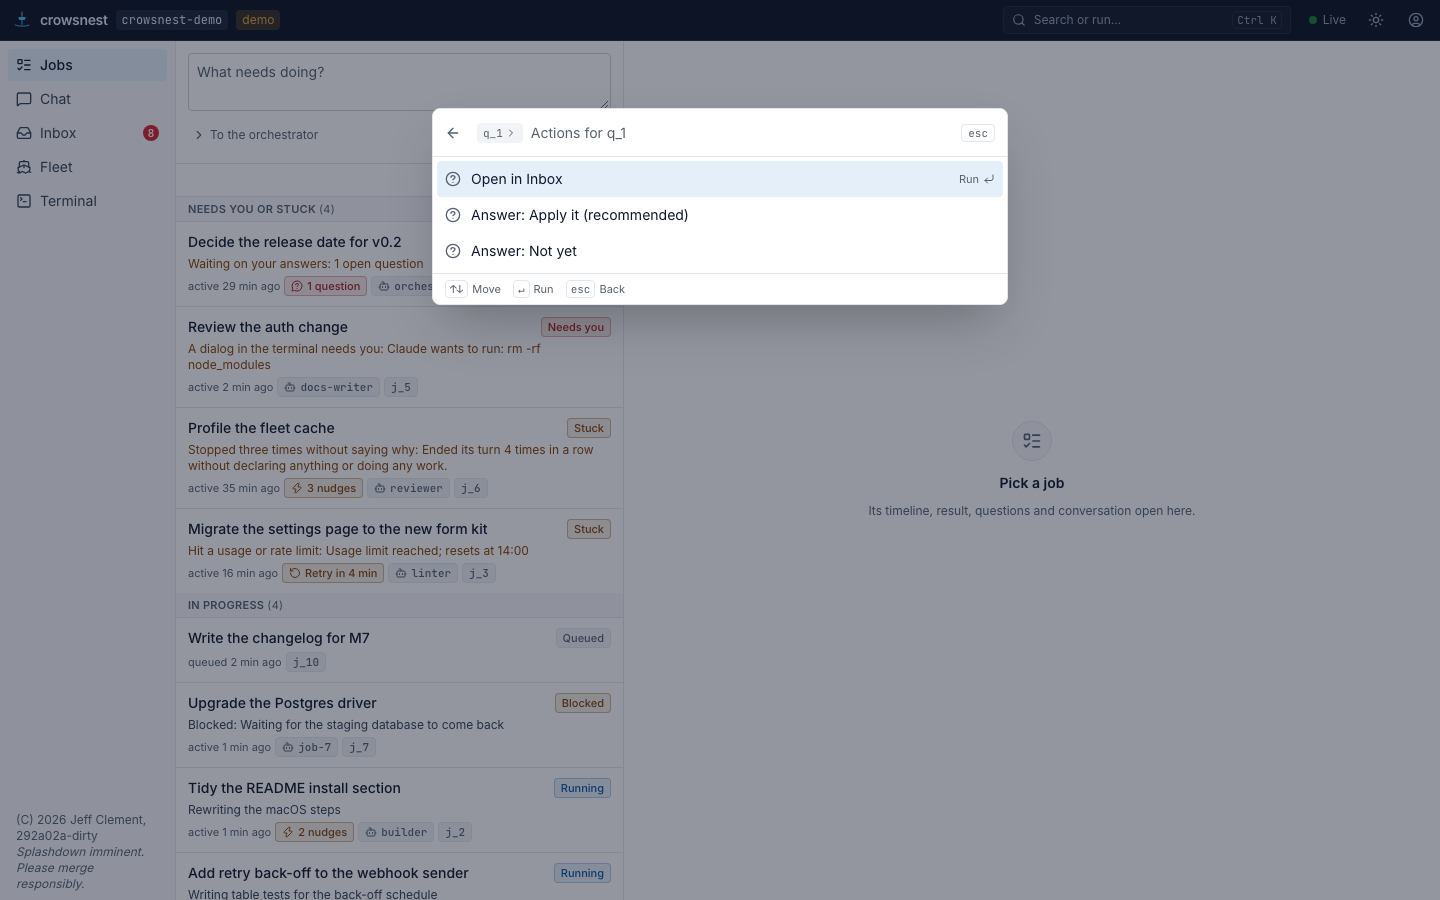 crowsnest crowsnest-demo demo Search or run... Ctrl K Live
Jobs
Chat
Inbox 8
Fleet
Terminal
What needs doing?
To the orchestrator
q_1 Actions for q_1 esc
Open in Inbox Run
Answer: Apply it (recommended)
Answer: Not yet
Move Run esc Back
NEEDS YOU OR STUCK (4)
Decide the release date for v0.2
Waiting on your answers: 1 open question
active 29 min ago 1 question orches
Review the auth change Needs you
A dialog in the terminal needs you: Claude wants to run: rm -rf
node_modules
active 2 min ago docs-writer j_5
Profile the fleet cache Stuck
Stopped three times without saying why: Ended its turn 4 times in a row
without declaring anything or doing any work.
active 35 min ago 3 nudges reviewer j_6
Migrate the settings page to the new form kit Stuck
Hit a usage or rate limit: Usage limit reached; resets at 14:00
active 16 min ago Retry in 4 min linter j_3
IN PROGRESS (4)
Write the changelog for M7 Queued
queued 2 min ago j_10
Upgrade the Postgres driver Blocked
Blocked: Waiting for the staging database to come back
active 1 min ago job-7 j_7
Tidy the README install section Running
Rewriting the macOS steps
active 1 min ago 2 nudges builder j_2
Add retry back-off to the webhook sender Running
Writing table tests for the back-off schedule
Pick a job
Its timeline, result, questions and conversation open here.
(C) 2026 Jeff Clement,
292a02a-dirty
Splashdown imminent.
Please merge
responsibly.